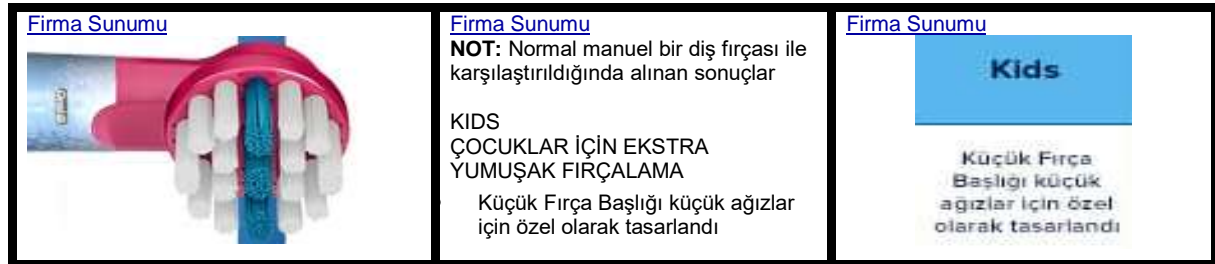 Firma Sunumu
Firma Sunumu
NOT: Normal manuel bir diş fırçası ile
karşılaştırıldığında alınan sonuçlar
KIDS
ÇOCUKLAR İÇİN EKSTRA
YUMUŞAK FIRÇALAMA
Küçük Fırça Başlığı küçük ağızlar
için özel olarak tasarlandı
Firma Sunumu
Kids
Küçük Fırça
Başlığı küçük
ağızlar için özel
olarak tasarlandı